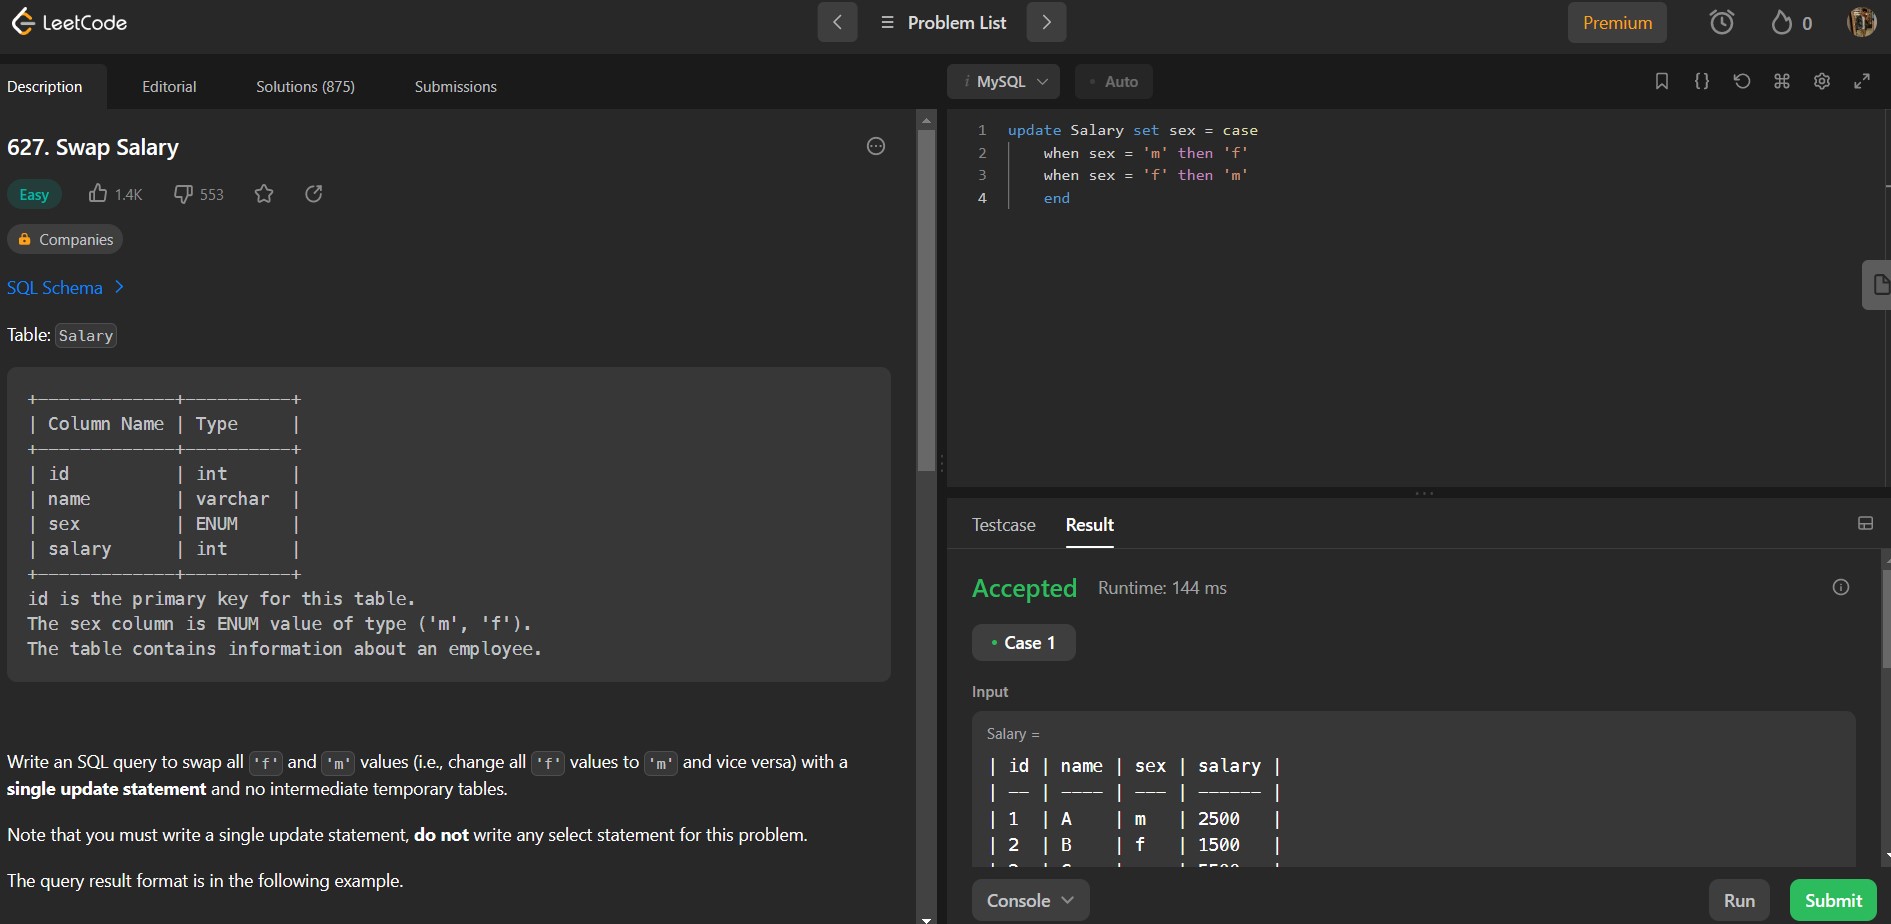 LeetCode
Problem List
Premium
0
Description
Editorial
Solutions (875)
Submissions
i MySQL
• Auto
627. Swap Salary
Easy
1.4K
553
Companies
SQL Schema
Table: Salary
+-------------+----------+
| Column Name | Type     |
+-------------+----------+
| id          | int      |
| name        | varchar  |
| sex         | ENUM     |
| salary      | int      |
+-------------+----------+
id is the primary key for this table.
The sex column is ENUM value of type ('m', 'f').
The table contains information about an employee.
Write an SQL query to swap all 'f' and 'm' values (i.e., change all 'f' values to 'm' and vice versa) with a
single update statement and no intermediate temporary tables.
Note that you must write a single update statement, do not write any select statement for this problem.
The query result format is in the following example.
1 update Salary set sex = case
2 when sex = 'm' then 'f'
3 when sex = 'f' then 'm'
4 end
Testcase
Result
Accepted
Runtime: 144 ms
• Case 1
Input
Salary =
| id | name | sex | salary |
| -- | ---- | --- | ------ |
| 1  | A    | m   | 2500   |
| 2  | B    | f   | 1500   |
Console
Run
Submit